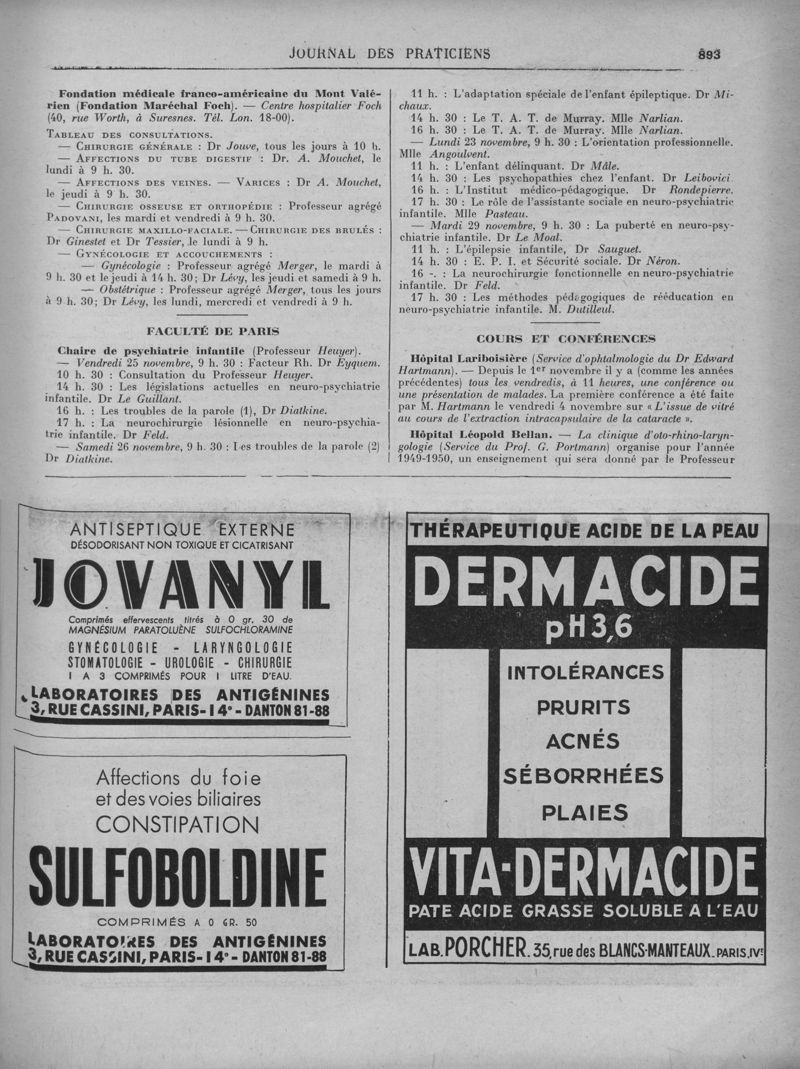 JOURNAL DES PRATICIENS 893
Fondation médicale franco-américaine du Mont Valé-
rien (Fondation Maréchal Foch). — Centre hospitalier Foch
(40, rue Worth, à Suresnes. Tél. Lon. 18-00).
TABLEAU DES CONSULTATIONS.
— CHIRURGIE GÉNÉRALE : Dr Jouve, tous les jours à 10 h.
— AFFECTIONS DU TUBE DIGESTIF : Dr. A. Mouchet, le
lundi à 9 h. 30.
— AFFECTIONS DES VEINES. — VARICES : Dr A. Mouchet,
le jeudi à 9 h. 30.
— CHIRURGIE OSSEUSE ET ORTHOPÉDIE : Professeur agrégé
PADOVANI, les mardi et vendredi à 9 h. 30.
— CHIRURGIE MAXILLO-FACIALE. — CHIRURGIE DES BRULÉS :
Dr Ginestet et Dr Tessier, le lundi à 9 h.
— GYNÉCOLOGIE ET ACCOUCHEMENTS :
— Gynécologie : Professeur agrégé Merger, le mardi à
9 h. 30 et le jeudi à 14 h. 30; Dr Lévy, les jeudi et samedi à 9 h.
— Obstétrique : Professeur agrégé Merger, tous les jours
à 9 h. 30; Dr Lévy, les lundi, mercredi et vendredi à 9 h.
FACULTÉ DE PARIS
Chaire de psychiatrie infantile (Professeur Heuyer).
— Vendredi 25 novembre, 9 h. 30 : Facteur Rh. Dr Eyquem.
10 h. 30 : Consultation du Professeur Heuyer.
14 h. 30 : Les législations actuelles en neuro-psychiatrie
infantile. Dr Le Guillant.
16 h. : Les troubles de la parole (1), Dr Diatkine.
17 h. : La neurochirurgie lésionnelle en neuro-psychia-
trie infantile. Dr Feld.
— Samedi 26 novembre, 9 h. 30 : Les troubles de la parole (2)
Dr Diatkine.
11 h. : L'adaptation spéciale de l'enfant épileptique. Dr Mi-
chaux.
14 h. 30 : Le T. A. T. de Murray. Mlle Narlian.
16 h. 30 : Le T. A. T. de Murray. Mlle Narlian.
— Lundi 23 novembre, 9 h. 30 : L'orientation professionnelle.
Mlle Angoulvent.
11 h. : L'enfant délinquant. Dr Mâle.
14 h. 30 : Les psychopathies chez l'enfant. Dr Leibovici.
16 h. : L'Institut médico-pédagogique. Dr Rondepierre.
17 h. 30 : Le rôle de l'assistante sociale en neuro-psychiatrie
infantile. Mlle Pasteau.
— Mardi 29 novembre, 9 h. 30 : La puberté en neuro-psy-
chiatrie infantile. Dr Le Moal.
11 h. : L'épilepsie infantile, Dr Sauguet.
14 h. 30 : E. P. I. et Sécurité sociale. Dr Néron.
16 -. : La neurochirurgie fonctionnelle en neuro-psychiatrie
infantile. Dr Feld.
17 h. 30 : Les méthodes pédagogiques de rééducation en
neuro-psychiatrie infantile. M. Dutilleul.
COURS ET CONFÉRENCES
Hôpital Lariboisière (Service d'ophtalmologie du Dr Edward
Hartmann). — Depuis le 1er novembre il y a (comme les années
précédentes) tous les vendredis, à 11 heures, une conférence ou
une présentation de malades. La première conférence a été faite
par M. Hartmann le vendredi 4 novembre sur « L'issue de vitré
au cours de l'extraction intracapsulaire de la cataracte ».
Hôpital Léopold Bellan. — La clinique d'oto-rhino-laryn-
gologie (Service du Prof. G. Portmann) organise pour l'année
1949-1950, un enseignement qui sera donné par le Professeur
ANTISEPTIQUE EXTERNE
DÉSODORISANT NON TOXIQUE ET CICATRISANT
JOVANYL
Comprimés effervescents titrés à 0 gr. 30 de
MAGNÉSIUM PARATOLUÈNE SULFOCHLORAMINE
GYNÉCOLOGIE - LARYNGOLOGIE
STOMATOLOGIE - UROLOGIE - CHIRURGIE
1 A 3 COMPRIMÉS POUR 1 LITRE D'EAU.
LABORATOIRES DES ANTIGÉNINES
3, RUE CASSINI, PARIS-14° - DANTON 81-88
Affections du foie
et des voies biliaires
CONSTIPATION
SULFOBOLDINE
COMPRIMÉS A 0 GR. 50
LABORATOIRES DES ANTIGÉNINES
3, RUE CASSINI, PARIS-14° - DANTON 81-88
THÉRAPEUTIQUE ACIDE DE LA PEAU
DERMACIDE
pH 3,6
INTOLÉRANCES
PRURITS
ACNÉS
SÉBORRHÉES
PLAIES
VITA-DERMACIDE
PATE ACIDE GRASSE SOLUBLE A L'EAU
LAB. PORCHER. 35, rue des BLANCS-MANTEAUX. PARIS, IVe